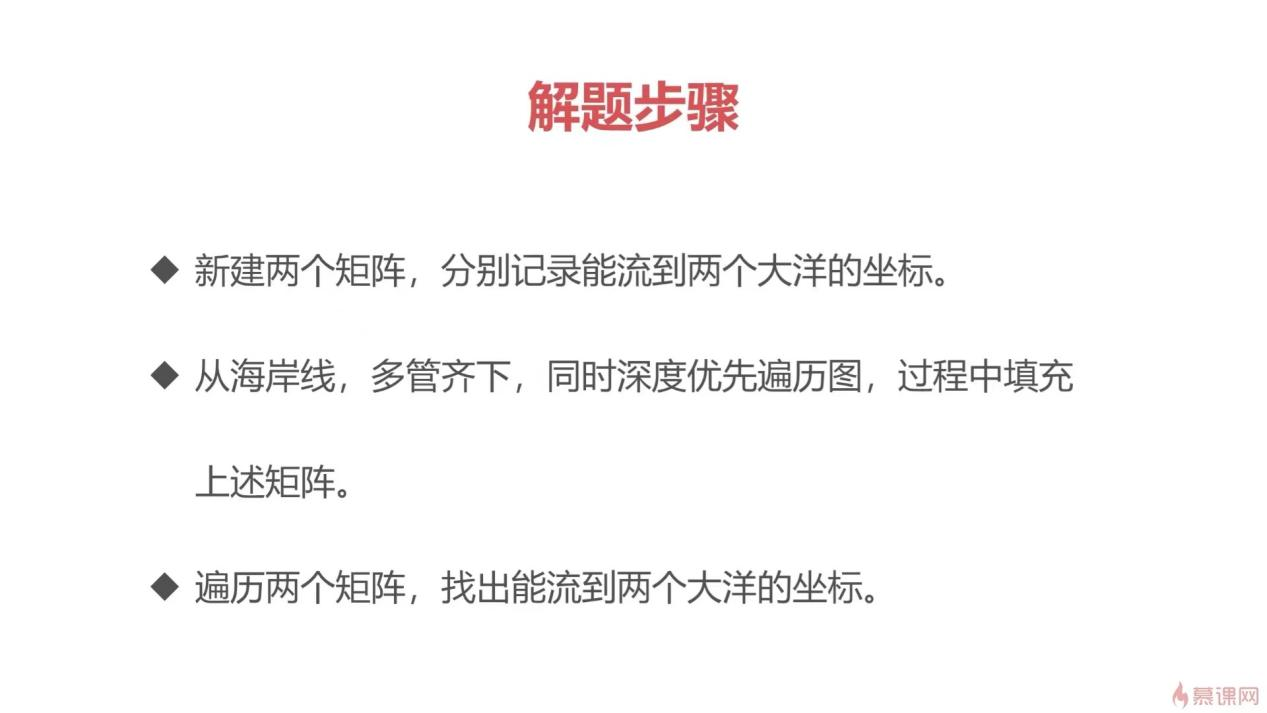 解题步骤
◆ 新建两个矩阵，分别记录能流到两个大洋的坐标。
◆ 从海岸线，多管齐下，同时深度优先遍历图，过程中填充
上述矩阵。
◆ 遍历两个矩阵，找出能流到两个大洋的坐标。
慕课网